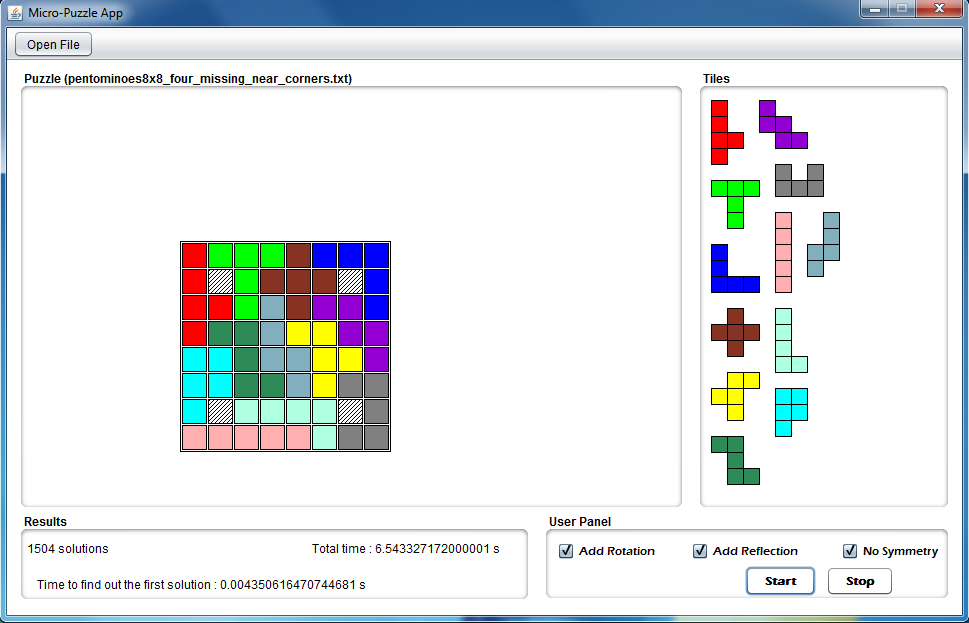 Micro-Puzzle App
Open File
Puzzle (pentominoes8x8_four_missing_near_corners.txt)
Tiles
Results
1504 solutions
Total time : 6.543327172000001 s
Time to find out the first solution : 0.004350616470744681 s
User Panel
Add Rotation
Add Reflection
No Symmetry
Start
Stop